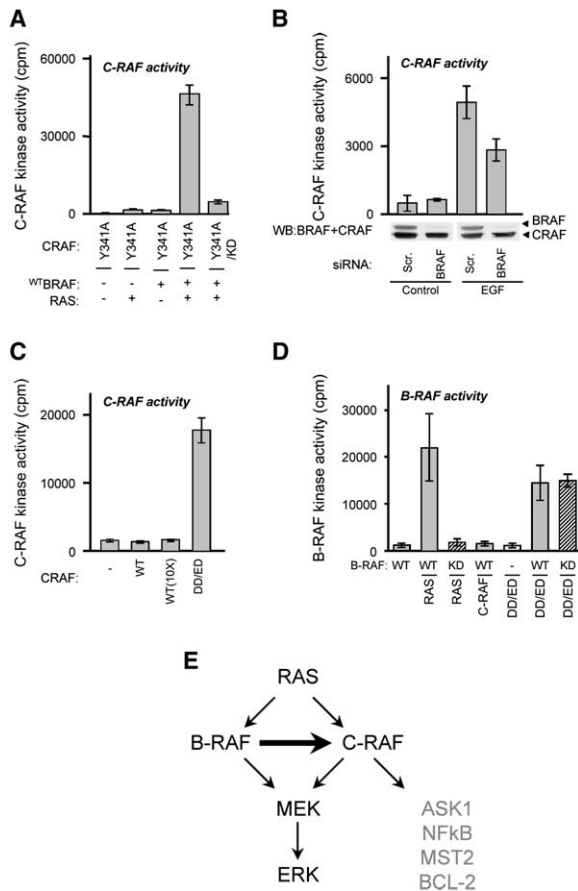 A
C-RAF activity
C-RAF kinase activity (cpm)
60000
30000
0
CRAF: Y341A Y341A Y341A Y341A Y341A/KD
WTBRAF: - - + + +
RAS: - + - + +
B
C-RAF activity
C-RAF kinase activity (cpm)
6000
3000
0
WB:BRAF+CRAF
BRAF
CRAF
siRNA: Scr. BRAF Scr. BRAF
Control EGF
C
C-RAF activity
C-RAF kinase activity (cpm)
20000
10000
0
CRAF: - WT WT(10X) DD/ED
D
B-RAF activity
B-RAF kinase activity (cpm)
30000
20000
10000
0
B-RAF: WT WT KD WT - WT KD
RAS RAS C-RAF DD/ED DD/ED DD/ED
E
RAS
B-RAF C-RAF
MEK
ERK
ASK1
NFkB
MST2
BCL-2